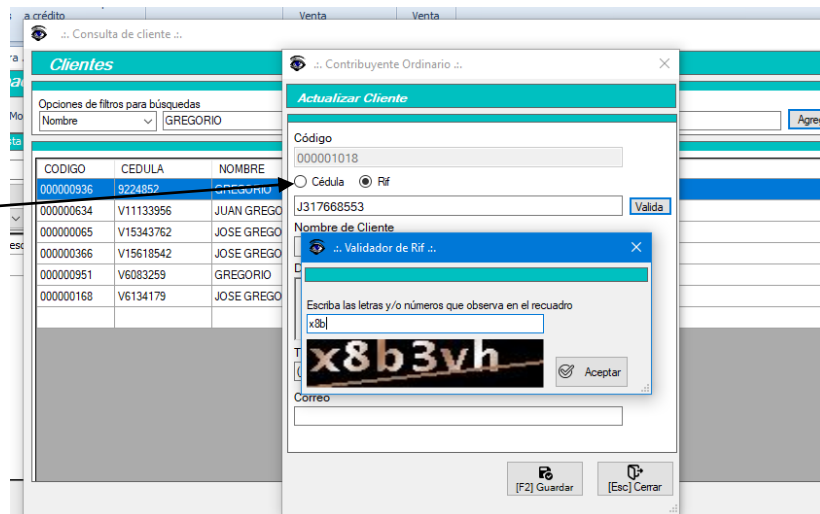 a crédito
Venta
Venta
.:. Consulta de cliente .:.
Clientes
Opciones de filtros para búsquedas
Nombre
GREGORIO
CODIGO CEDULA NOMBRE
000000936 9224852 GREGORIO
000000634 V11133956 JUAN GREGO
000000065 V15343762 JOSE GREGO
000000366 V15618542 JOSE GREGO
000000951 V6083259 GREGORIO
000000168 V6134179 JOSE GREGO
.:. Contribuyente Ordinario .:.
Actualizar Cliente
Código
000001018
Cédula Rif
J317668553 Valida
Nombre de Cliente
.:. Validador de Rif .:.
Escriba las letras y/o números que observa en el recuadro
x8b
x8b3vh
Aceptar
Correo
[F2] Guardar [Esc] Cerrar